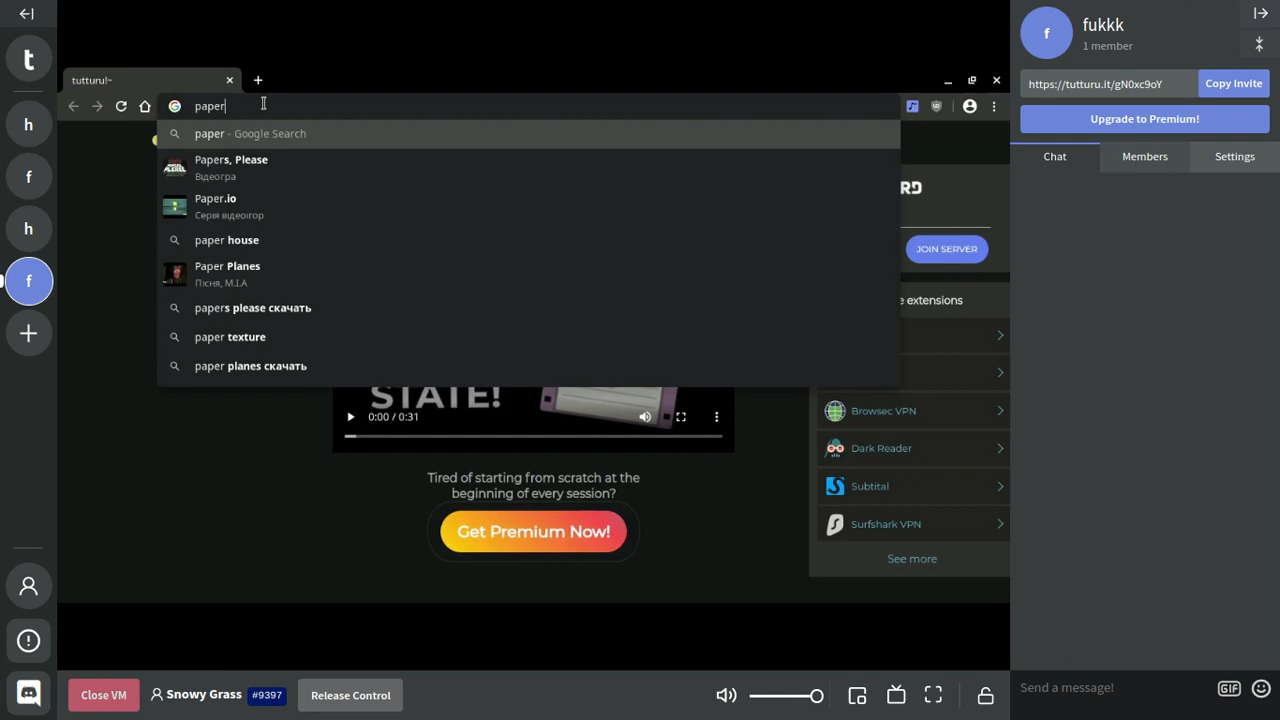 t
h
f
h
f
tutturu!~
paper
paper - Google Search
Papers, Please
Відеогра
Paper.io
Серія відеоігор
paper house
Paper Planes
Пісня, M.I.A
papers please скачать
paper texture
paper planes скачать
RD
JOIN SERVER
e extensions
Browsec VPN
Dark Reader
Subtital
Surfshark VPN
See more
STATE!
0:00 / 0:31
Tired of starting from scratch at the
beginning of every session?
Get Premium Now!
Close VM
Snowy Grass
#9397
Release Control
f
fukkk
1 member
https://tutturu.it/gN0xc9oY
Copy Invite
Upgrade to Premium!
Chat
Members
Settings
Send a message!
GIF